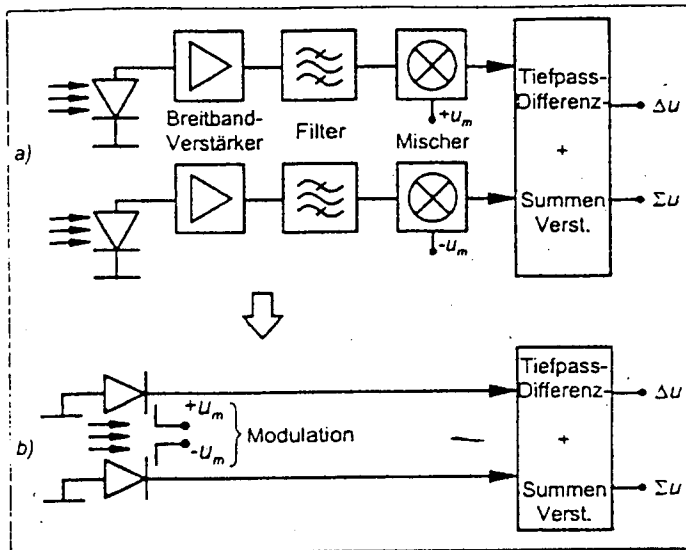 a)
Breitband-
Verstärker
Filter
Mischer
+u_m
-u_m
Tiefpass-
Differenz-
+
Summen
Verst.
Δu
Σu
b)
+u_m
-u_m
Modulation
Tiefpass-
Differenz-
+
Summen
Verst.
Δu
Σu